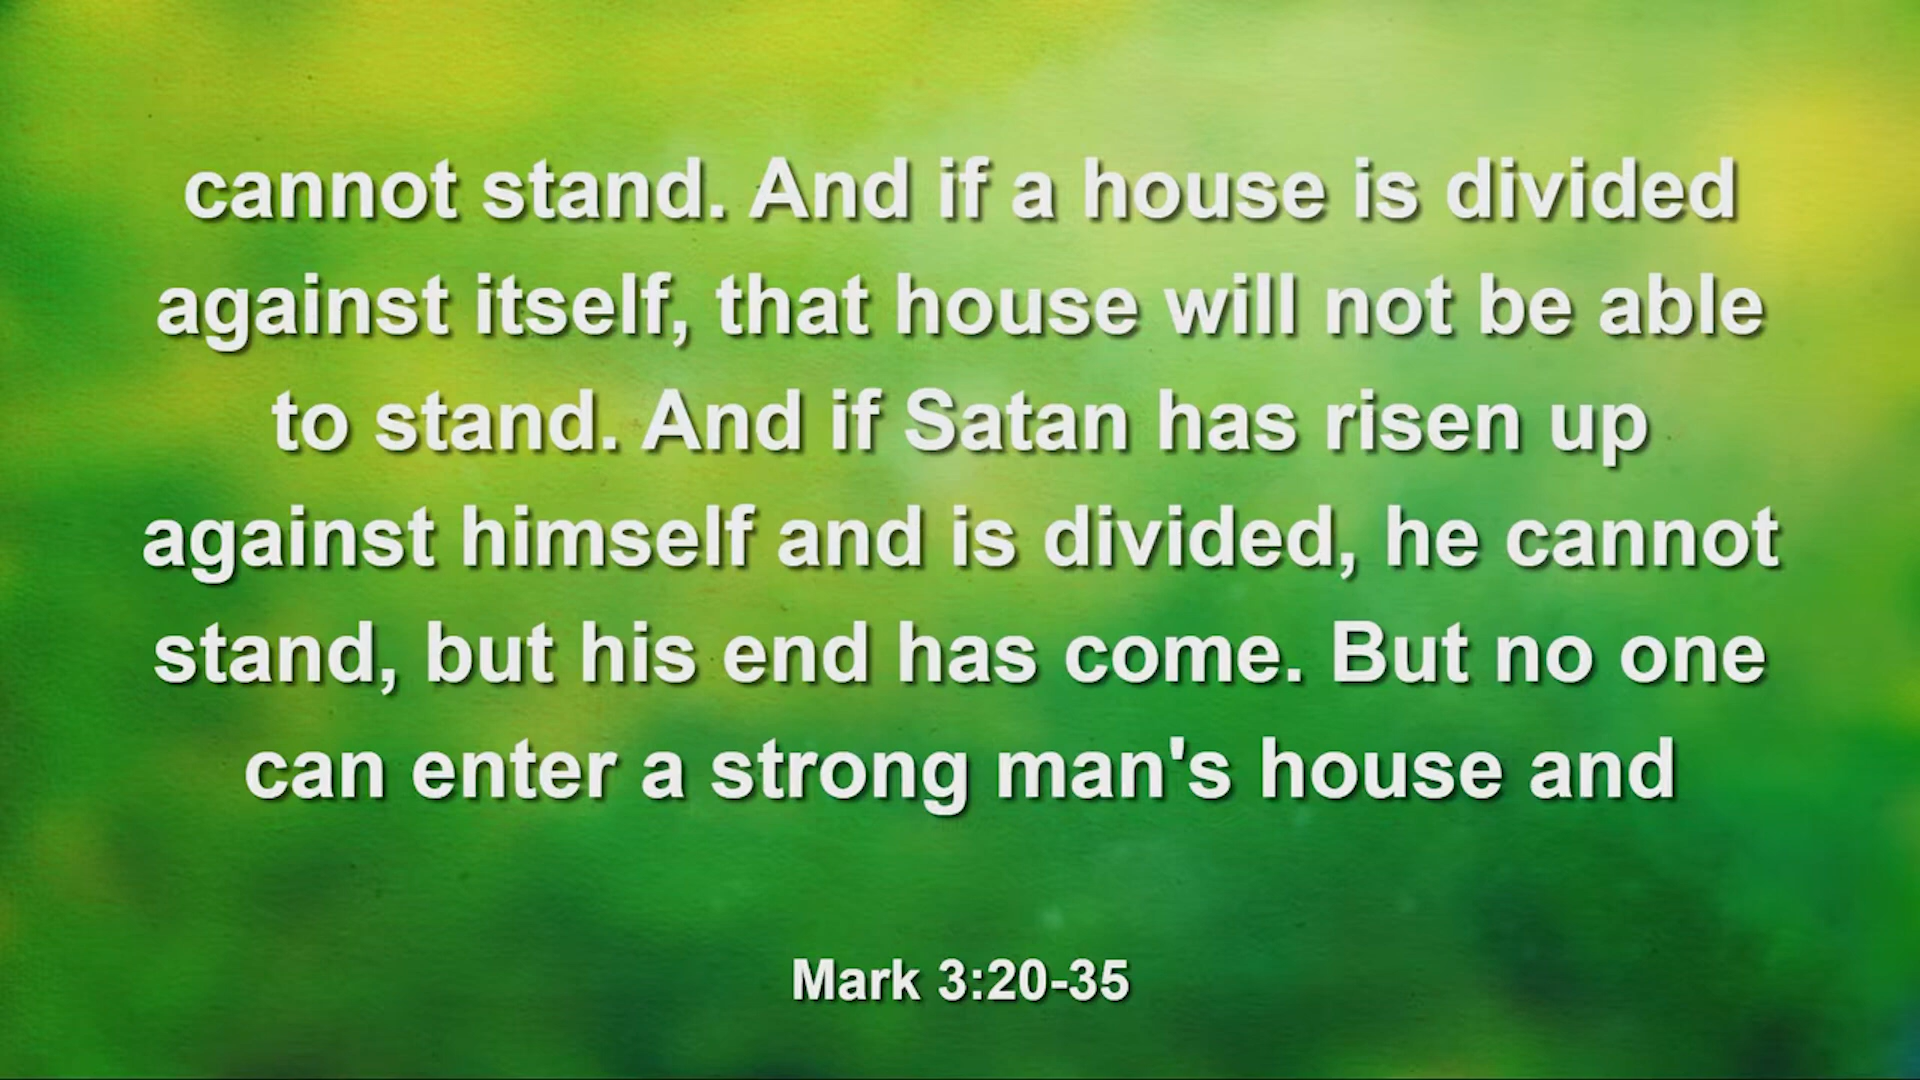 cannot stand. And if a house is divided
against itself, that house will not be able
to stand. And if Satan has risen up
against himself and is divided, he cannot
stand, but his end has come. But no one
can enter a strong man's house and
Mark 3:20-35